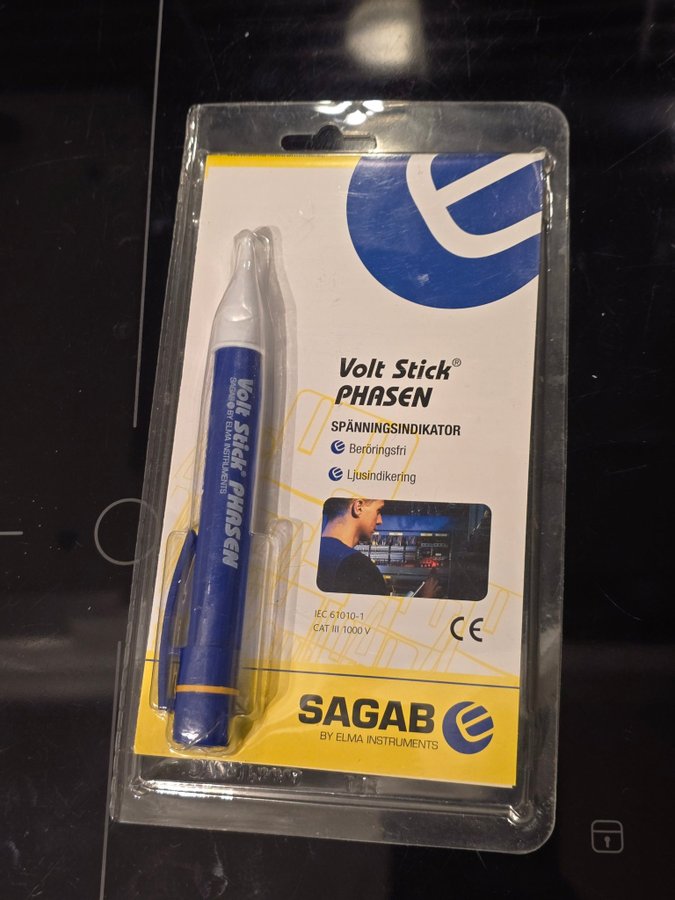 Volt Stick®
PHASEN
SPÄNNINGSINDIKATOR
Beröringsfri
Ljusindikering
IEC 61010-1
CAT III 1000 V
CE
SAGAB
BY ELMA INSTRUMENTS
Volt Stick® PHASEN
SAGAB BY ELMA INSTRUMENTS